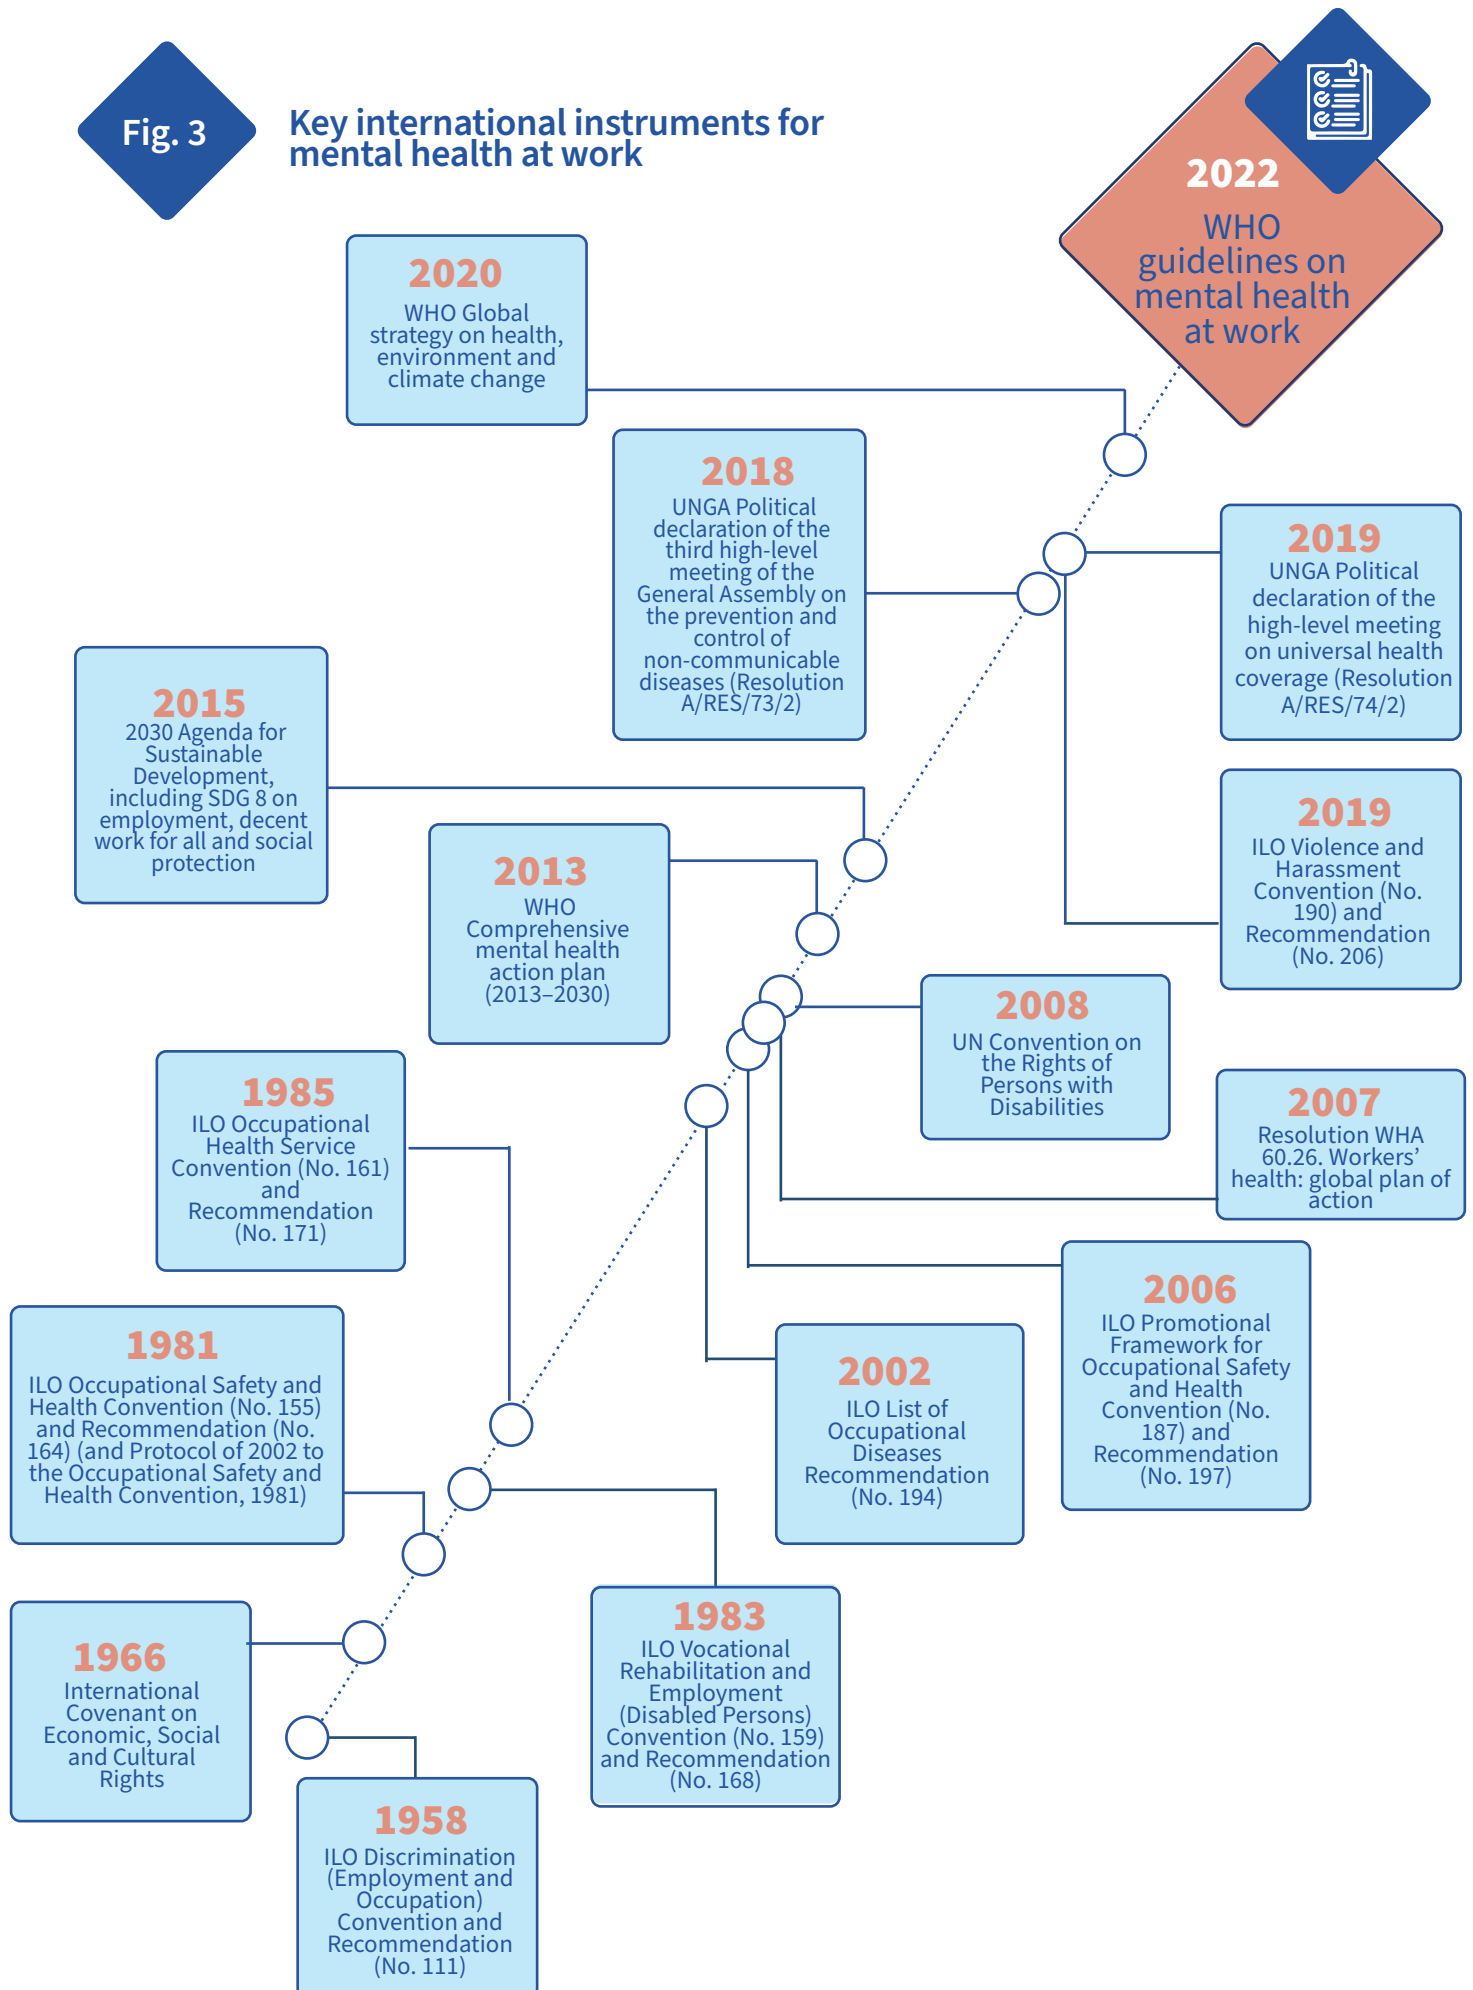 Fig. 3
Key international instruments for
mental health at work
2022
WHO
guidelines on
mental health
at work
2020
WHO Global
strategy on health,
environment and
climate change
2018
UNGA Political
declaration of the
third high-level
meeting of the
General Assembly on
the prevention and
control of
non-communicable
diseases (Resolution
A/RES/73/2)
2019
UNGA Political
declaration of the
high-level meeting
on universal health
coverage (Resolution
A/RES/74/2)
2015
2030 Agenda for
Sustainable
Development,
including SDG 8 on
employment, decent
work for all and social
protection
2019
ILO Violence and
Harassment
Convention (No.
190) and
Recommendation
(No. 206)
2013
WHO
Comprehensive
mental health
action plan
(2013–2030)
2008
UN Convention on
the Rights of
Persons with
Disabilities
1985
ILO Occupational
Health Service
Convention (No. 161)
and
Recommendation
(No. 171)
2007
Resolution WHA
60.26. Workers’
health: global plan of
action
2006
ILO Promotional
Framework for
Occupational Safety
and Health
Convention (No.
187) and
Recommendation
(No. 197)
1981
ILO Occupational Safety and
Health Convention (No. 155)
and Recommendation (No.
164) (and Protocol of 2002 to
the Occupational Safety and
Health Convention, 1981)
2002
ILO List of
Occupational
Diseases
Recommendation
(No. 194)
1966
International
Covenant on
Economic, Social
and Cultural
Rights
1983
ILO Vocational
Rehabilitation and
Employment
(Disabled Persons)
Convention (No. 159)
and Recommendation
(No. 168)
1958
ILO Discrimination
(Employment and
Occupation)
Convention and
Recommendation
(No. 111)